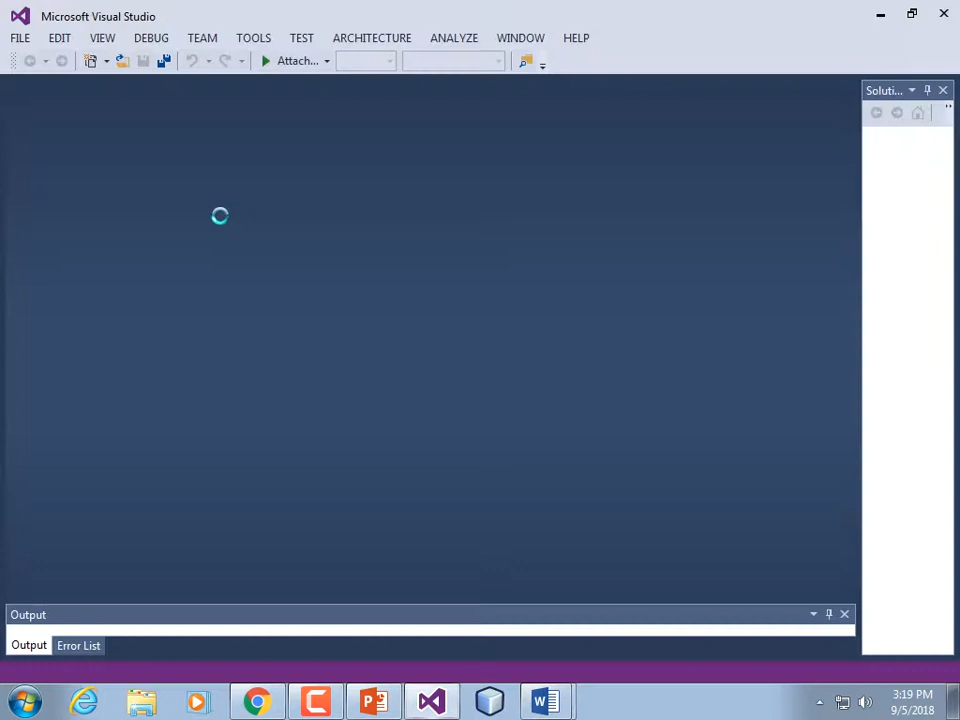 Microsoft Visual Studio
FILE EDIT VIEW DEBUG TEAM TOOLS TEST ARCHITECTURE ANALYZE WINDOW HELP
Attach...
Soluti...
Output
Output Error List
3:19 PM
9/5/2018